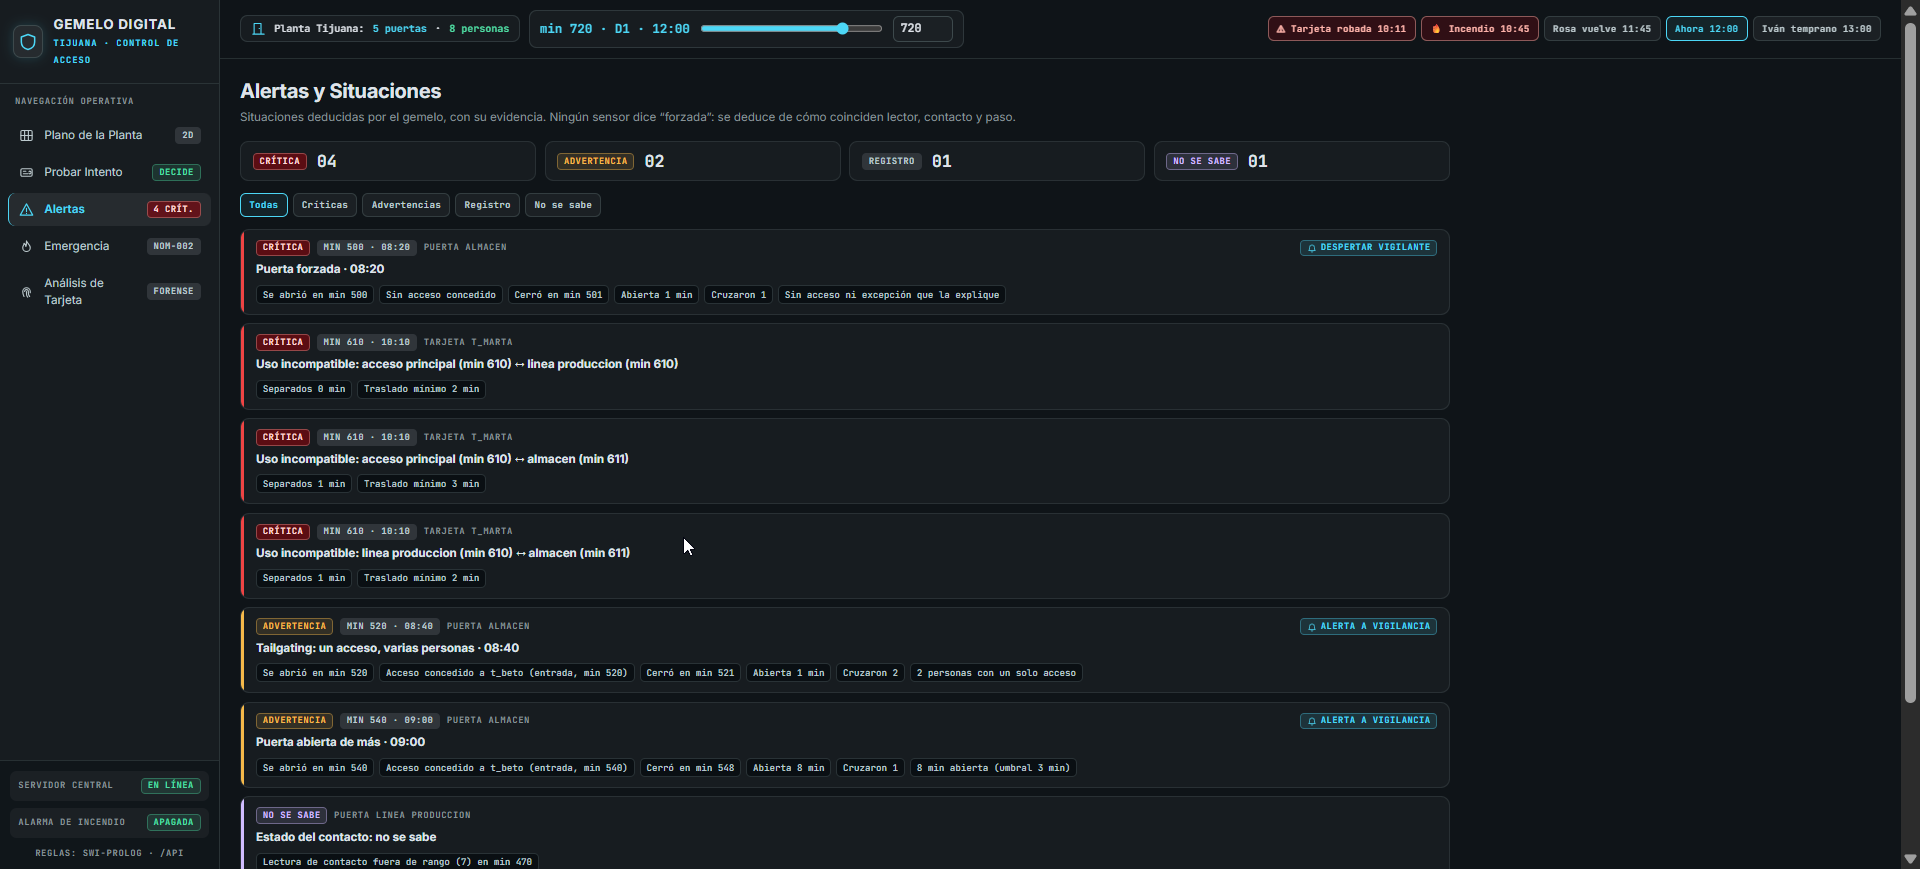 GEMELO DIGITAL
TIJUANA · CONTROL DE
ACCESO
NAVEGACIÓN OPERATIVA
Plano de la Planta 2D
Probar Intento DECIDE
Alertas 4 CRÍT.
Emergencia NOM-002
Análisis de
Tarjeta FORENSE
SERVIDOR CENTRAL EN LÍNEA
ALARMA DE INCENDIO APAGADA
REGLAS: SWI-PROLOG · /API
Planta Tijuana: 5 puertas · 8 personas
min 720 · D1 · 12:00 720
Tarjeta robada 10:11
Incendio 10:45
Rosa vuelve 11:45
Ahora 12:00
Iván temprano 13:00
Alertas y Situaciones
Situaciones deducidas por el gemelo, con su evidencia. Ningún sensor dice “forzada”: se deduce de cómo coinciden lector, contacto y paso.
CRÍTICA 04
ADVERTENCIA 02
REGISTRO 01
NO SE SABE 01
Todas Críticas Advertencias Registro No se sabe
CRÍTICA MIN 500 · 08:20 PUERTA ALMACEN DESPERTAR VIGILANTE
Puerta forzada · 08:20
Se abrió en min 500 Sin acceso concedido Cerró en min 501 Abierta 1 min Cruzaron 1 Sin acceso ni excepción que la explique
CRÍTICA MIN 610 · 10:10 TARJETA T_MARTA
Uso incompatible: acceso principal (min 610) ↔ linea produccion (min 610)
Separados 0 min Traslado mínimo 2 min
CRÍTICA MIN 610 · 10:10 TARJETA T_MARTA
Uso incompatible: acceso principal (min 610) ↔ almacen (min 611)
Separados 1 min Traslado mínimo 3 min
CRÍTICA MIN 610 · 10:10 TARJETA T_MARTA
Uso incompatible: linea produccion (min 610) ↔ almacen (min 611)
Separados 1 min Traslado mínimo 2 min
ADVERTENCIA MIN 520 · 08:40 PUERTA ALMACEN ALERTA A VIGILANCIA
Tailgating: un acceso, varias personas · 08:40
Se abrió en min 520 Acceso concedido a t_beto (entrada, min 520) Cerró en min 521 Abierta 1 min Cruzaron 2 2 personas con un solo acceso
ADVERTENCIA MIN 540 · 09:00 PUERTA ALMACEN ALERTA A VIGILANCIA
Puerta abierta de más · 09:00
Se abrió en min 540 Acceso concedido a t_beto (entrada, min 540) Cerró en min 548 Abierta 8 min Cruzaron 1 8 min abierta (umbral 3 min)
NO SE SABE PUERTA LINEA PRODUCCION
Estado del contacto: no se sabe
Lectura de contacto fuera de rango (7) en min 470